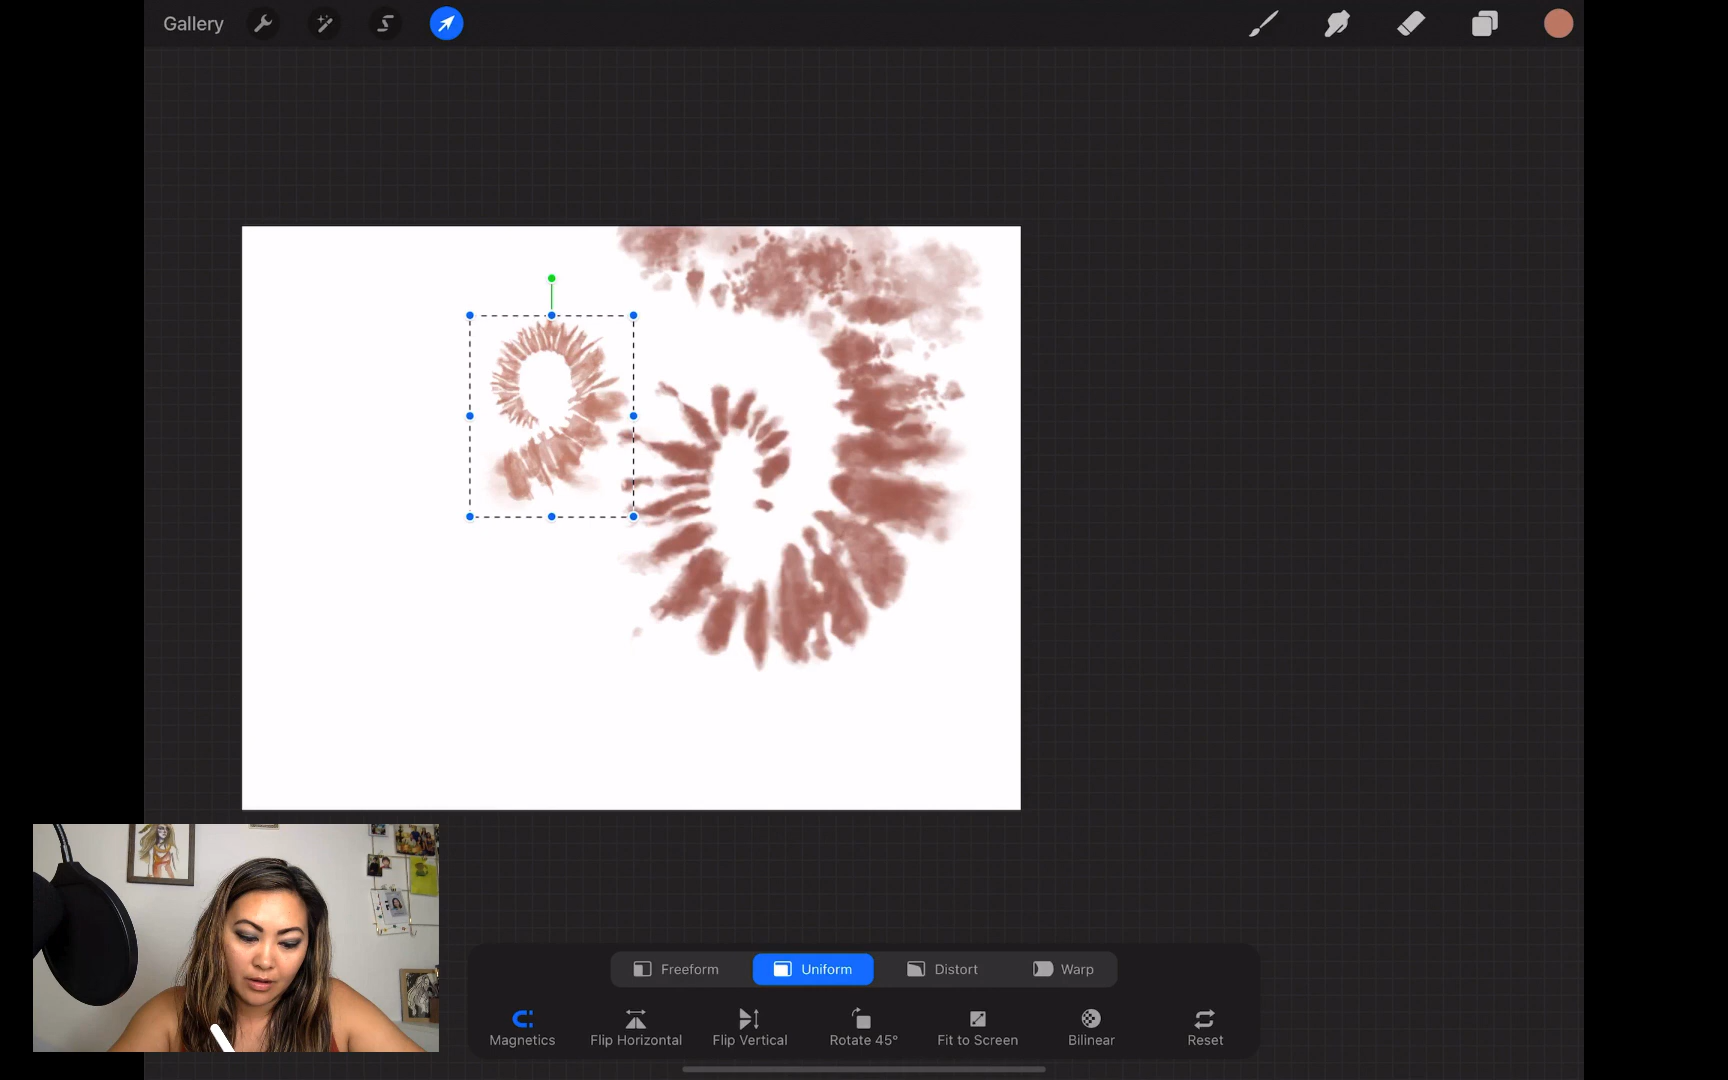 Gallery
Freeform Uniform Distort Warp
Magnetics Flip Horizontal Flip Vertical Rotate 45° Fit to Screen Bilinear Reset